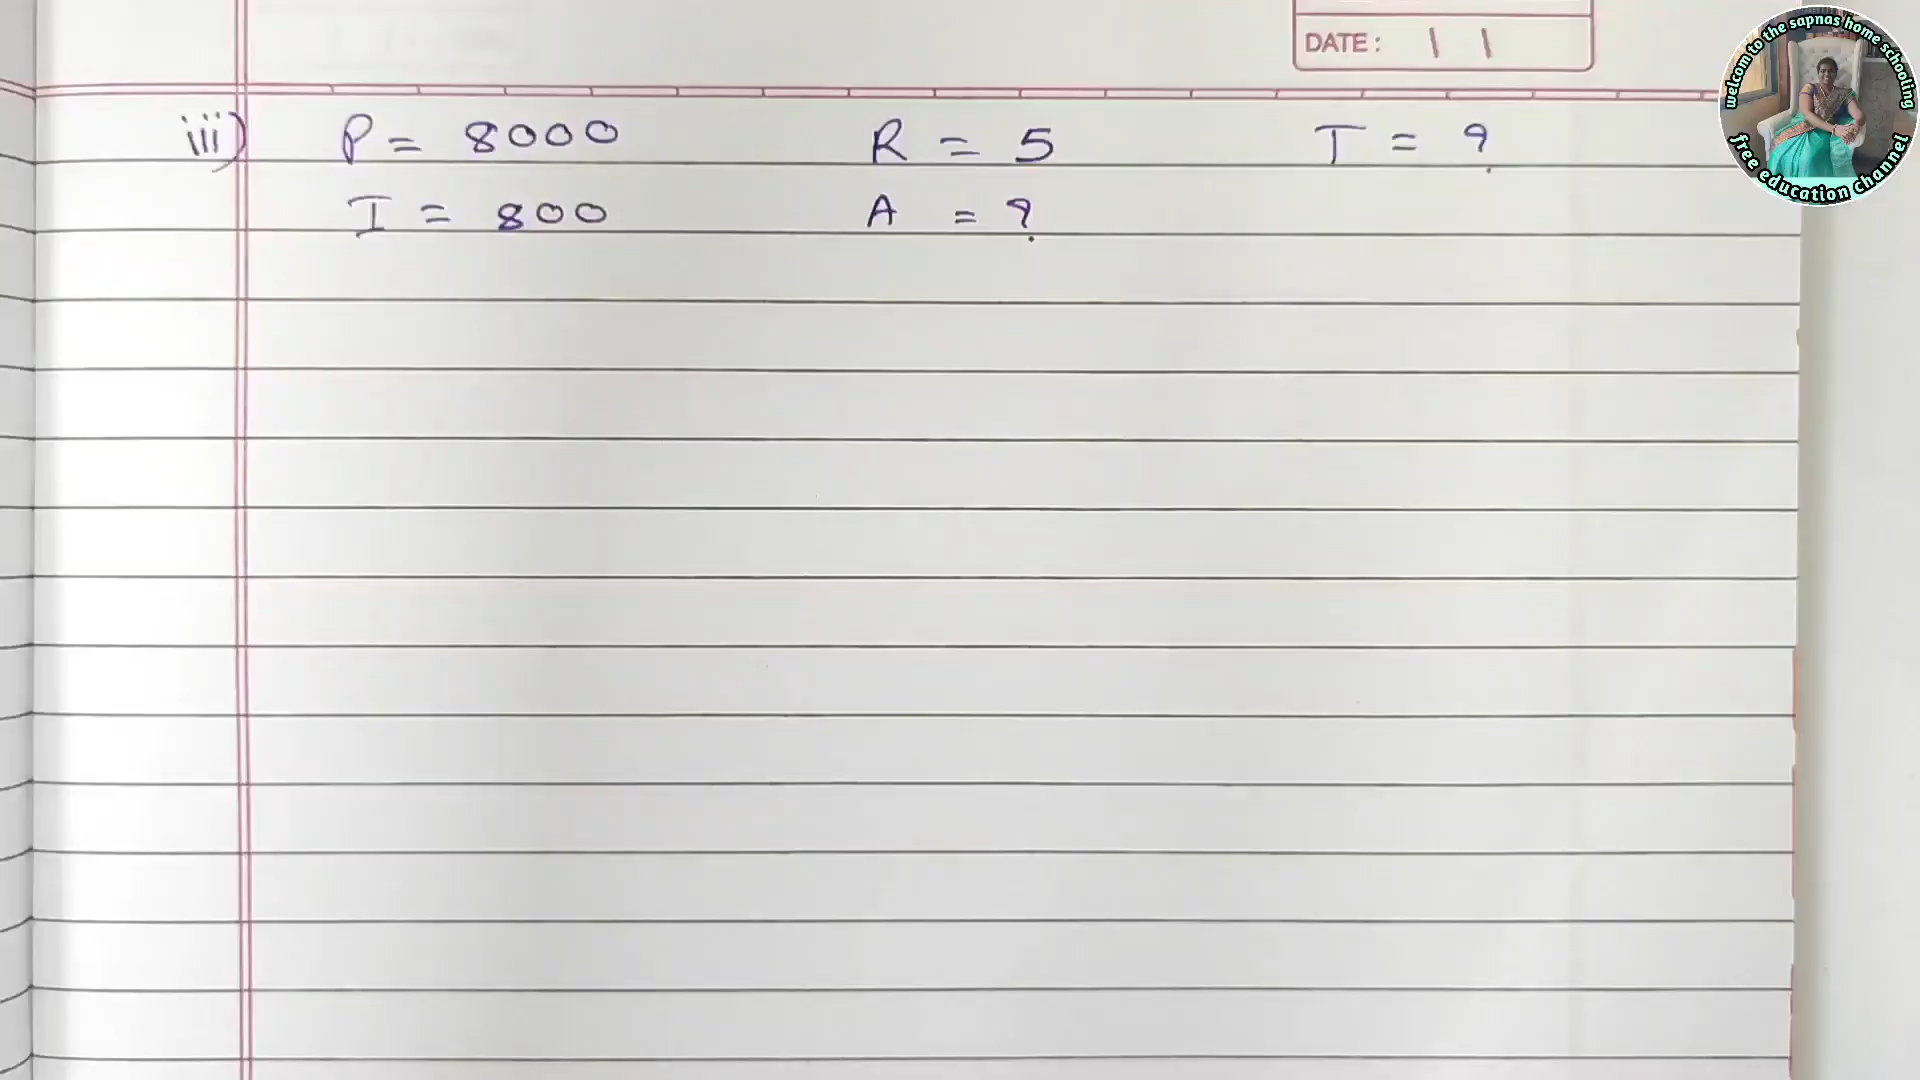 DATE:
welcom to the sapnas home schooling
free education channel
iii) P = 8000 R = 5 T = ?
I = 800 A = ?